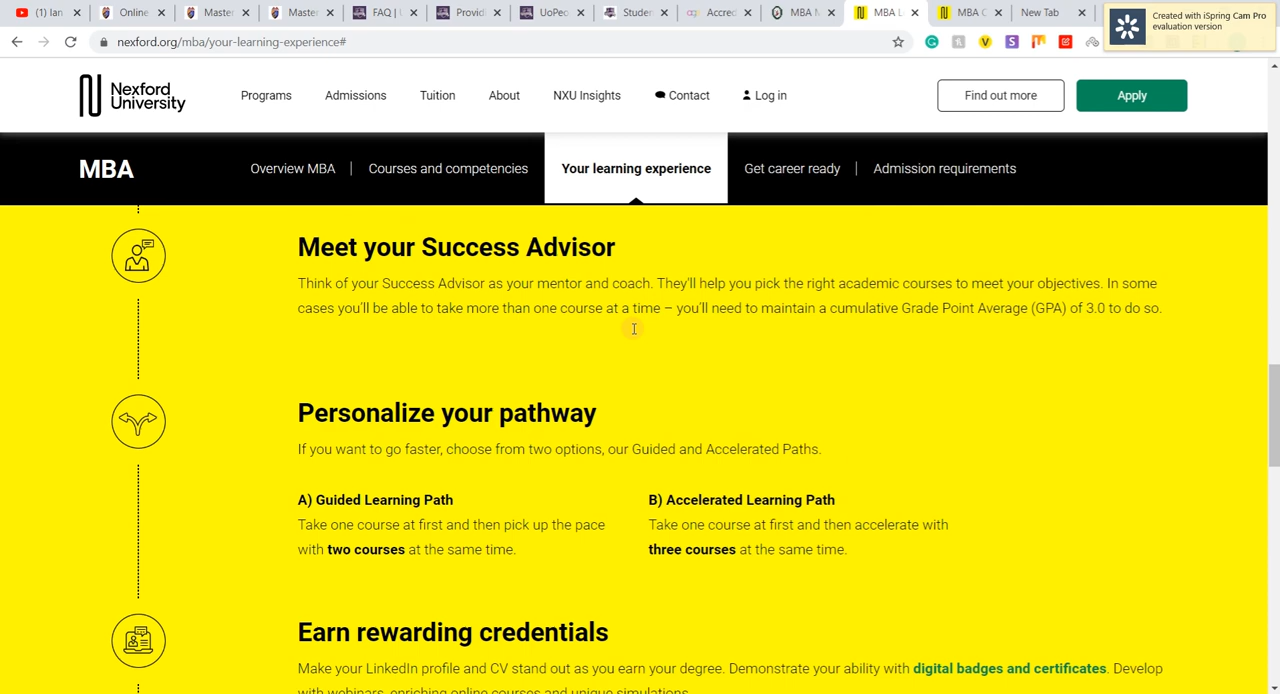 (1) Ian
Online
Master
Master
FAQ | U
Provid
UoPeo
Studen
Accred
MBA M
MBA L
MBA C
New Tab
Created with iSpring Cam Pro
evaluation version
nexford.org/mba/your-learning-experience#
Nexford
University
Programs
Admissions
Tuition
About
NXU Insights
Contact
Log in
Find out more
Apply
MBA
Overview MBA
Courses and competencies
Your learning experience
Get career ready
Admission requirements
Meet your Success Advisor
Think of your Success Advisor as your mentor and coach. They'll help you pick the right academic courses to meet your objectives. In some
cases you'll be able to take more than one course at a time – you'll need to maintain a cumulative Grade Point Average (GPA) of 3.0 to do so.
Personalize your pathway
If you want to go faster, choose from two options, our Guided and Accelerated Paths.
A) Guided Learning Path
Take one course at first and then pick up the pace
with two courses at the same time.
B) Accelerated Learning Path
Take one course at first and then accelerate with
three courses at the same time.
Earn rewarding credentials
Make your LinkedIn profile and CV stand out as you earn your degree. Demonstrate your ability with digital badges and certificates. Develop
with webinars, enriching online courses and unique simulations.